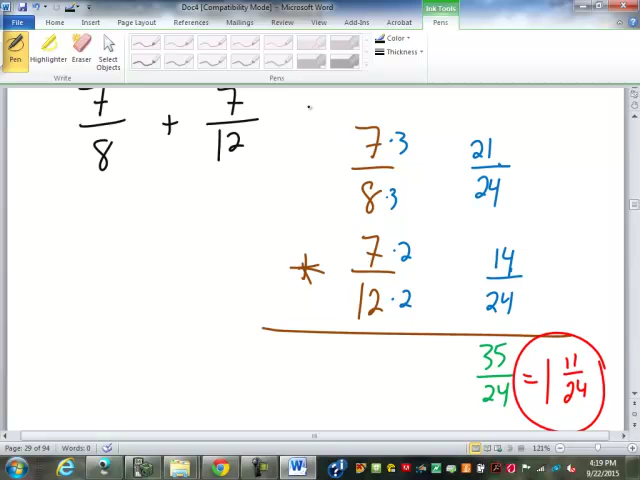 Doc4 [Compatibility Mode] - Microsoft Word
Ink Tools
File Home Insert Page Layout References Mailings Review View Add-Ins Acrobat Pens
Pen Highlighter Eraser Select Objects
Color
Thickness
Write Pens
7/8 + 7/12
7·3/8·3 21/24
* 7·2/12·2 14/24
35/24 = 1 11/24
Page: 29 of 94 Words: 0 121%
4:19 PM
9/22/2015